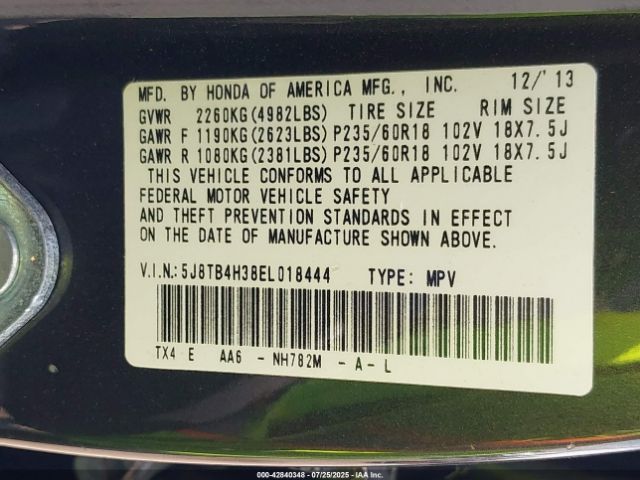 MFD. BY HONDA OF AMERICA MFG., INC. 12/'13
GVWR 2260KG(4982LBS) TIRE SIZE RIM SIZE
GAWR F 1190KG(2623LBS) P235/60R18 102V 18X7.5J
GAWR R 1080KG(2381LBS) P235/60R18 102V 18X7.5J
THIS VEHICLE CONFORMS TO ALL APPLICABLE
FEDERAL MOTOR VEHICLE SAFETY
AND THEFT PREVENTION STANDARDS IN EFFECT
ON THE DATE OF MANUFACTURE SHOWN ABOVE.
V.I.N.:5J8TB4H38EL018444 TYPE: MPV
TX4 E AA6 - NH782M - A - L
000-42840348 - 07/25/2025 - IAA Inc.